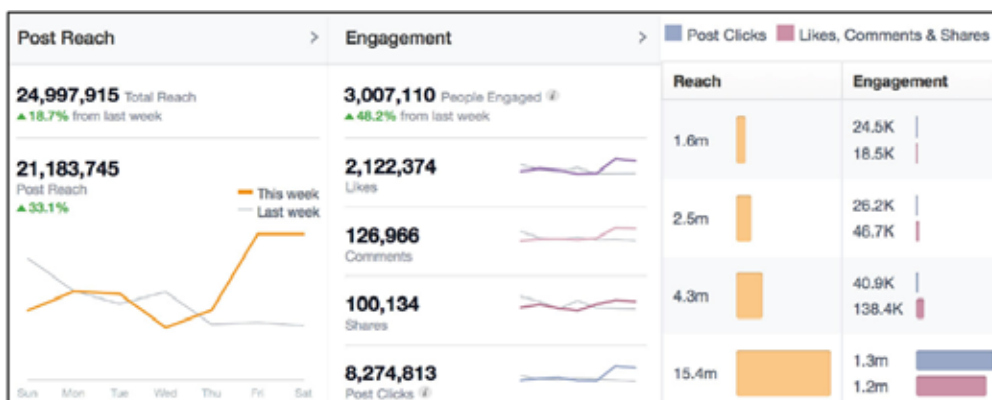 Post Reach >
24,997,915 Total Reach
▲18.7% from last week
21,183,745
Post Reach
▲33.1%
This week
Last week
Sun Mon Tue Wed Thu Fri Sat
Engagement >
3,007,110 People Engaged i
▲48.2% from last week
2,122,374
Likes
126,966
Comments
100,134
Shares
8,274,813
Post Clicks i
Post Clicks Likes, Comments & Shares
Reach Engagement
1.6m
24.5K
18.5K
2.5m
26.2K
46.7K
4.3m
40.9K
138.4K
15.4m
1.3m
1.2m